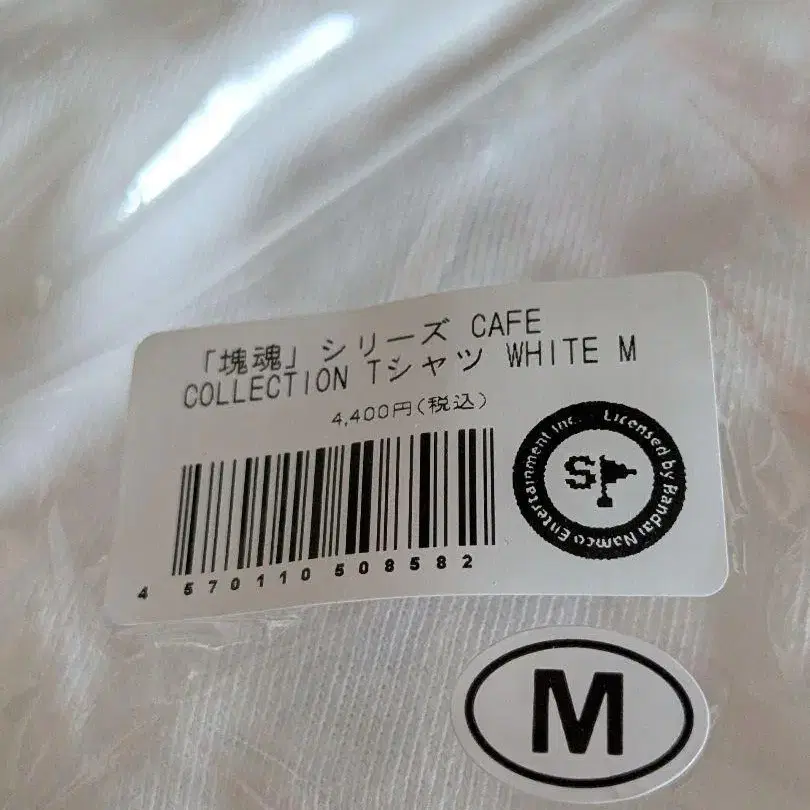 「塊魂」シリーズ CAFE
COLLECTION Tシャツ WHITE M
4,400円(税込)
4 570110 508582
Licensed by Bandai Namco Entertainment Inc.
S
M